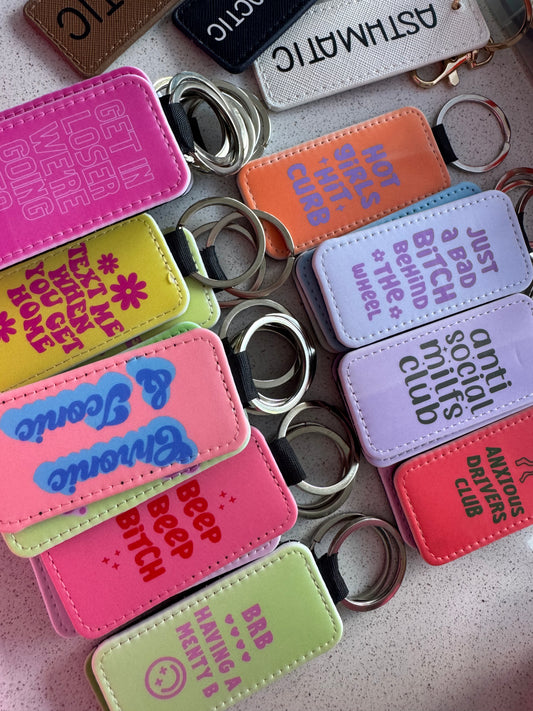 TIC
ACTIC
ASTHMATIC
GET IN
LOSER
WE'RE
GOING
HOT
girls
HIT
CURB
JUST
a BaD
BiTCH
BEHIND
THE
WHEEL
TEXT ME
WHEN
YOU GET
HOME
anti
social
milfs
club
Chronic
& Iconic
ANXIOUS
DRIVERS
CLUB
BEEP
BEEP
BITCH
BRB
HAVING A
MENTY B